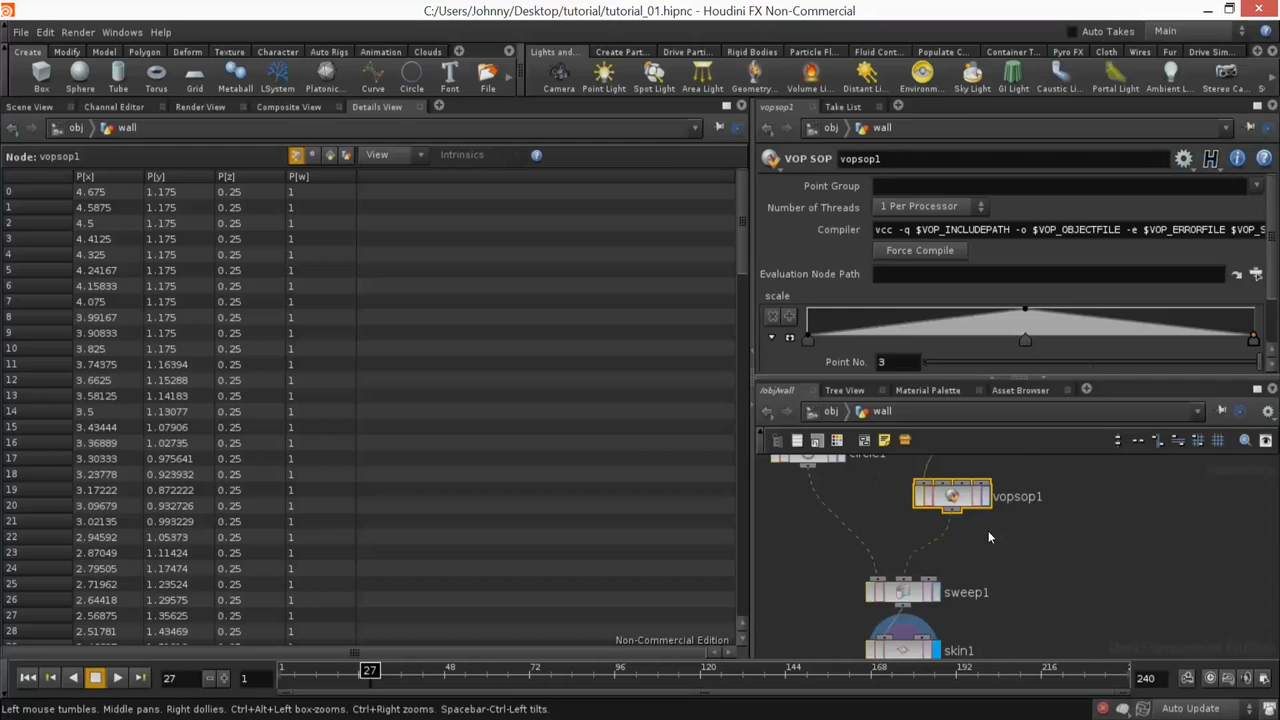 C:/Users/Johnny/Desktop/tutorial/tutorial_01.hipnc - Houdini FX Non-Commercial
File Edit Render Windows Help Auto Takes Main
Create Modify Model Polygon Deform Texture Character Auto Rigs Animation Clouds Lights and... Create Part... Drive Parti... Rigid Bodies Particle Fl... Fluid Cont... Populate C... Container T... Pyro FX Cloth Wires Fur Drive Sim...
Box Sphere Tube Torus Grid Metaball LSystem Platonic... Curve Circle Font File Camera Point Light Spot Light Area Light Geometry... Volume Li... Distant Li... Environm... Sky Light GI Light Caustic Li... Portal Light Ambient L... Stereo Ca...
Scene View Channel Editor Render View Composite View Details View vopsop1 Take List
obj wall obj wall
Node: vopsop1 View Intrinsics VOP SOP vopsop1
P[x] P[y] P[z] P[w]
0 4.675 1.175 0.25 1
1 4.5875 1.175 0.25 1
2 4.5 1.175 0.25 1
3 4.4125 1.175 0.25 1
4 4.325 1.175 0.25 1
5 4.24167 1.175 0.25 1
6 4.15833 1.175 0.25 1
7 4.075 1.175 0.25 1
8 3.99167 1.175 0.25 1
9 3.90833 1.175 0.25 1
10 3.825 1.175 0.25 1
11 3.74375 1.16394 0.25 1
12 3.6625 1.15288 0.25 1
13 3.58125 1.14183 0.25 1
14 3.5 1.13077 0.25 1
15 3.43444 1.07906 0.25 1
16 3.36889 1.02735 0.25 1
17 3.30333 0.975641 0.25 1
18 3.23778 0.923932 0.25 1
19 3.17222 0.872222 0.25 1
20 3.09679 0.932726 0.25 1
21 3.02135 0.993229 0.25 1
22 2.94592 1.05373 0.25 1
23 2.87049 1.11424 0.25 1
24 2.79505 1.17474 0.25 1
25 2.71962 1.23524 0.25 1
26 2.64418 1.29575 0.25 1
27 2.56875 1.35625 0.25 1
28 2.51781 1.43469 0.25 1
Non-Commercial Edition
Point Group
Number of Threads 1 Per Processor
Compiler vcc -q $VOP_INCLUDEPATH -o $VOP_OBJECTFILE -e $VOP_ERRORFILE $VOP_S
Force Compile
Evaluation Node Path
scale
Point No. 3
/obj/wall Tree View Material Palette Asset Browser
obj wall
circle1
vopsop1
sweep1
skin1
27 1 1 27 48 72 96 120 144 168 192 216 240
Left mouse tumbles. Middle pans. Right dollies. Ctrl+Alt+Left box-zooms. Ctrl+Right zooms. Spacebar-Ctrl-Left tilts. Auto Update